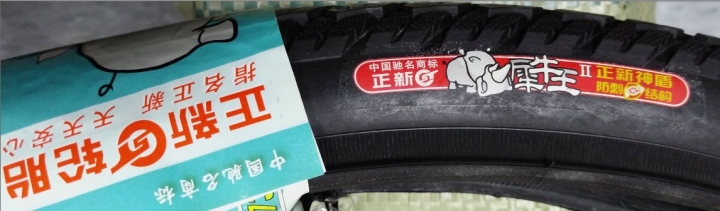 中国驰名商标
正新
犀牛王
II
正新神盾
防刺 结构
指名正新 天天安心
正新 轮胎
中国驰名商标